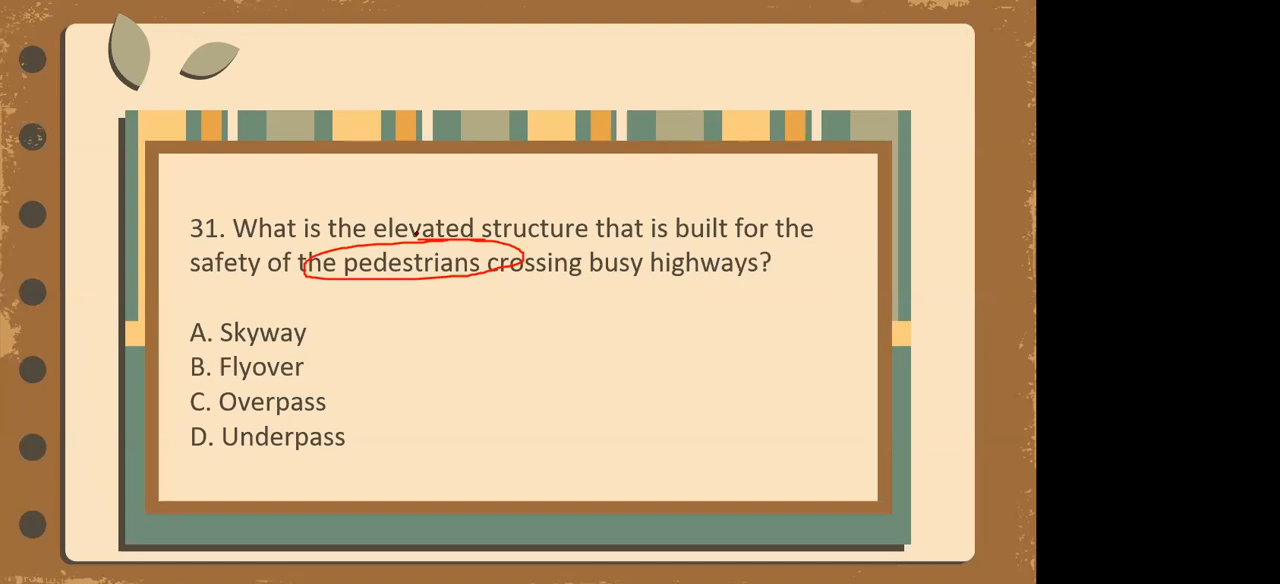 31. What is the elevated structure that is built for the
safety of the pedestrians crossing busy highways?
A. Skyway
B. Flyover
C. Overpass
D. Underpass